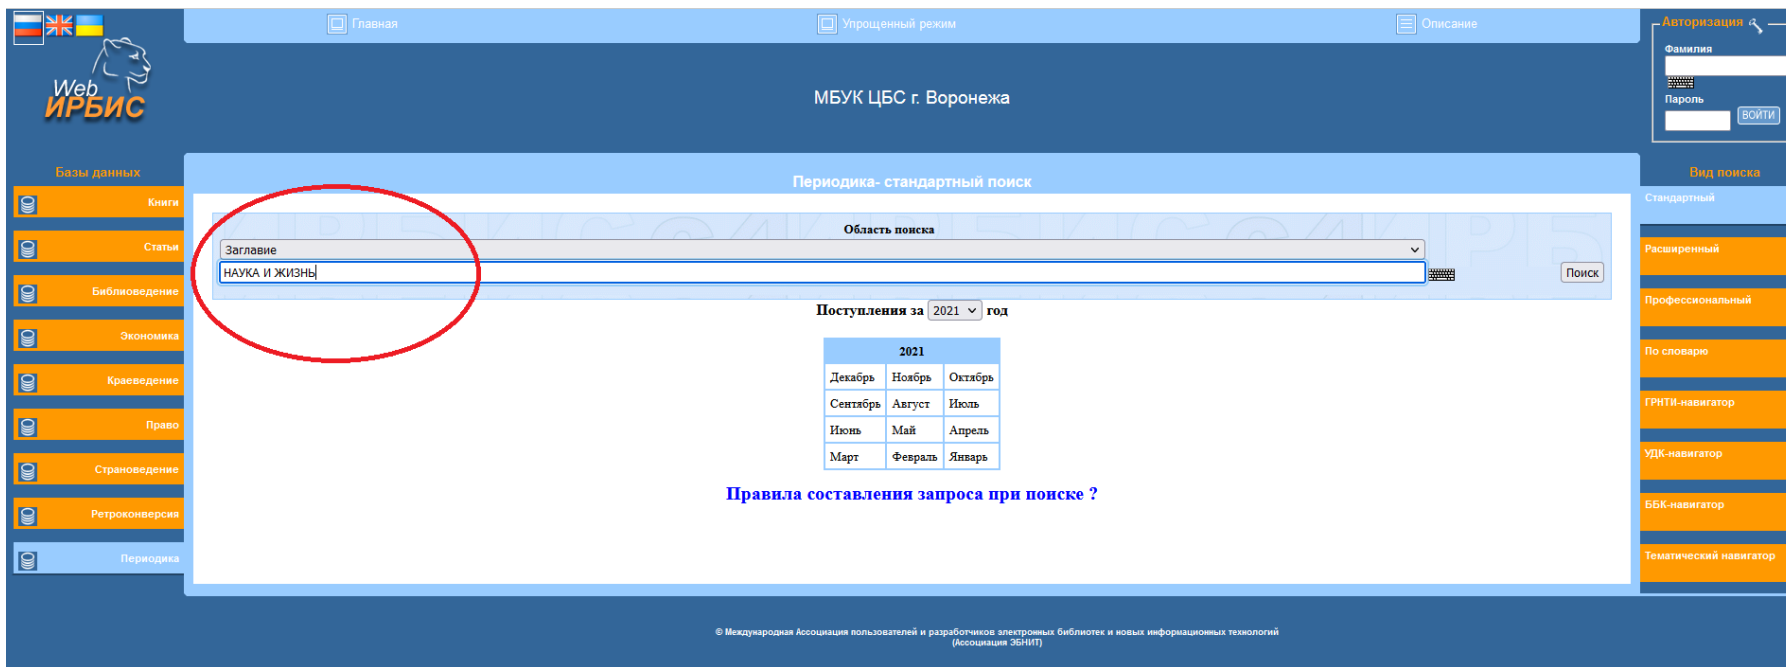 Главная
Упрощенный режим
Описание
Авторизация
Фамилия
Пароль
ВОЙТИ
Web
ИРБИС
МБУК ЦБС г. Воронежа
Базы данных
Книги
Статьи
Библиоведение
Экономика
Краеведение
Право
Страноведение
Ретроконверсия
Периодика
Периодика- стандартный поиск
Область поиска
Заглавие
НАУКА И ЖИЗНЬ
Поиск
Поступления за 2021 год
2021
Декабрь Ноябрь Октябрь
Сентябрь Август Июль
Июнь Май Апрель
Март Февраль Январь
Правила составления запроса при поиске ?
Вид поиска
Стандартный
Расширенный
Профессиональный
По словарю
ГРНТИ-навигатор
УДК-навигатор
ББК-навигатор
Тематический навигатор
© Международная Ассоциация пользователей и разработчиков электронных библиотек и новых информационных технологий
(Ассоциация ЭБНИТ)